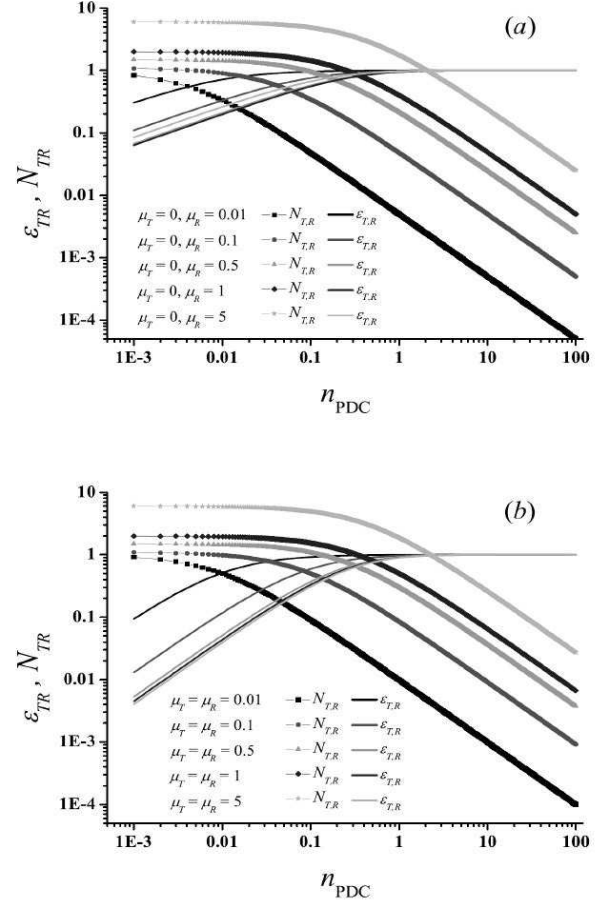 (a)
10
1
0.1
0.01
1E-3
1E-4
ε_TR , N_TR
μ_T = 0, μ_R = 0.01 N_T,R ε_T,R
μ_T = 0, μ_R = 0.1 N_T,R ε_T,R
μ_T = 0, μ_R = 0.5 N_T,R ε_T,R
μ_T = 0, μ_R = 1 N_T,R ε_T,R
μ_T = 0, μ_R = 5 N_T,R ε_T,R
1E-3 0.01 0.1 1 10 100
n_PDC
(b)
10
1
0.1
0.01
1E-3
1E-4
ε_TR , N_TR
μ_T = μ_R = 0.01 N_T,R ε_T,R
μ_T = μ_R = 0.1 N_T,R ε_T,R
μ_T = μ_R = 0.5 N_T,R ε_T,R
μ_T = μ_R = 1 N_T,R ε_T,R
μ_T = μ_R = 5 N_T,R ε_T,R
1E-3 0.01 0.1 1 10 100
n_PDC